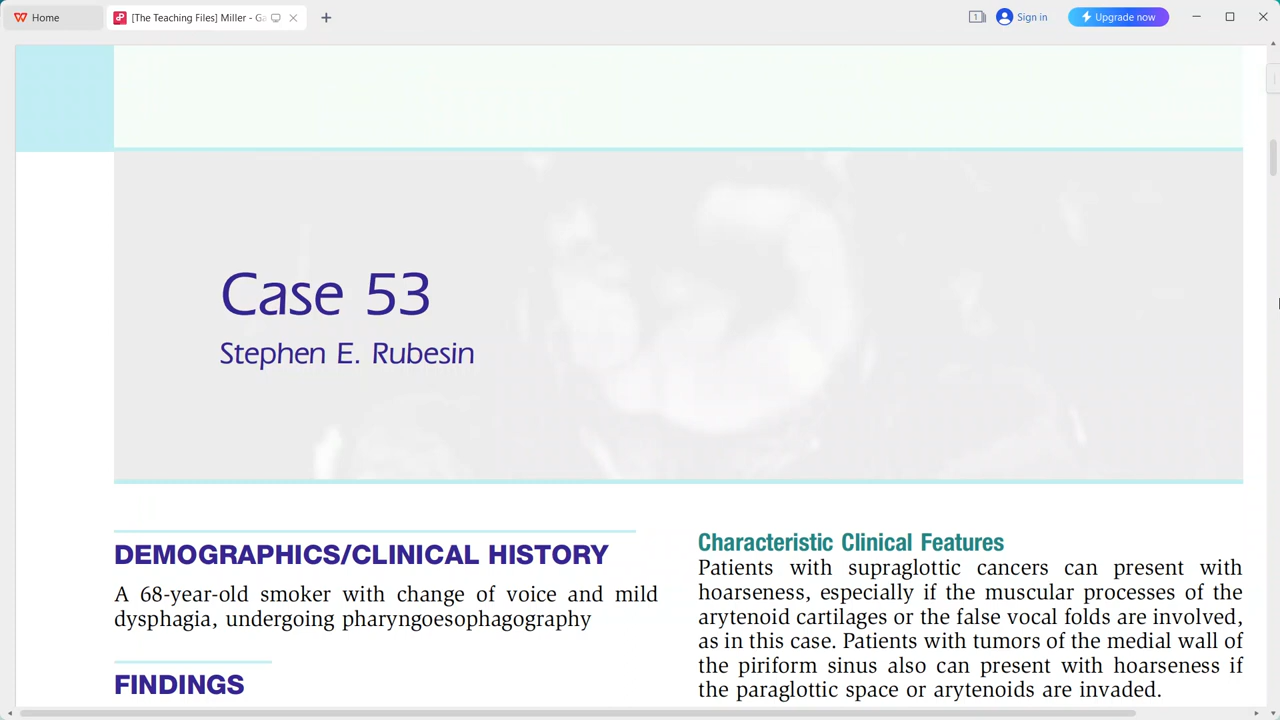 Home
[The Teaching Files] Miller - Ga
1
Sign in
Upgrade now
Case 53
Stephen E. Rubesin
DEMOGRAPHICS/CLINICAL HISTORY
A 68-year-old smoker with change of voice and mild
dysphagia, undergoing pharyngoesophagography
FINDINGS
Characteristic Clinical Features
Patients with supraglottic cancers can present with
hoarseness, especially if the muscular processes of the
arytenoid cartilages or the false vocal folds are involved,
as in this case. Patients with tumors of the medial wall of
the piriform sinus also can present with hoarseness if
the paraglottic space or arytenoids are invaded.